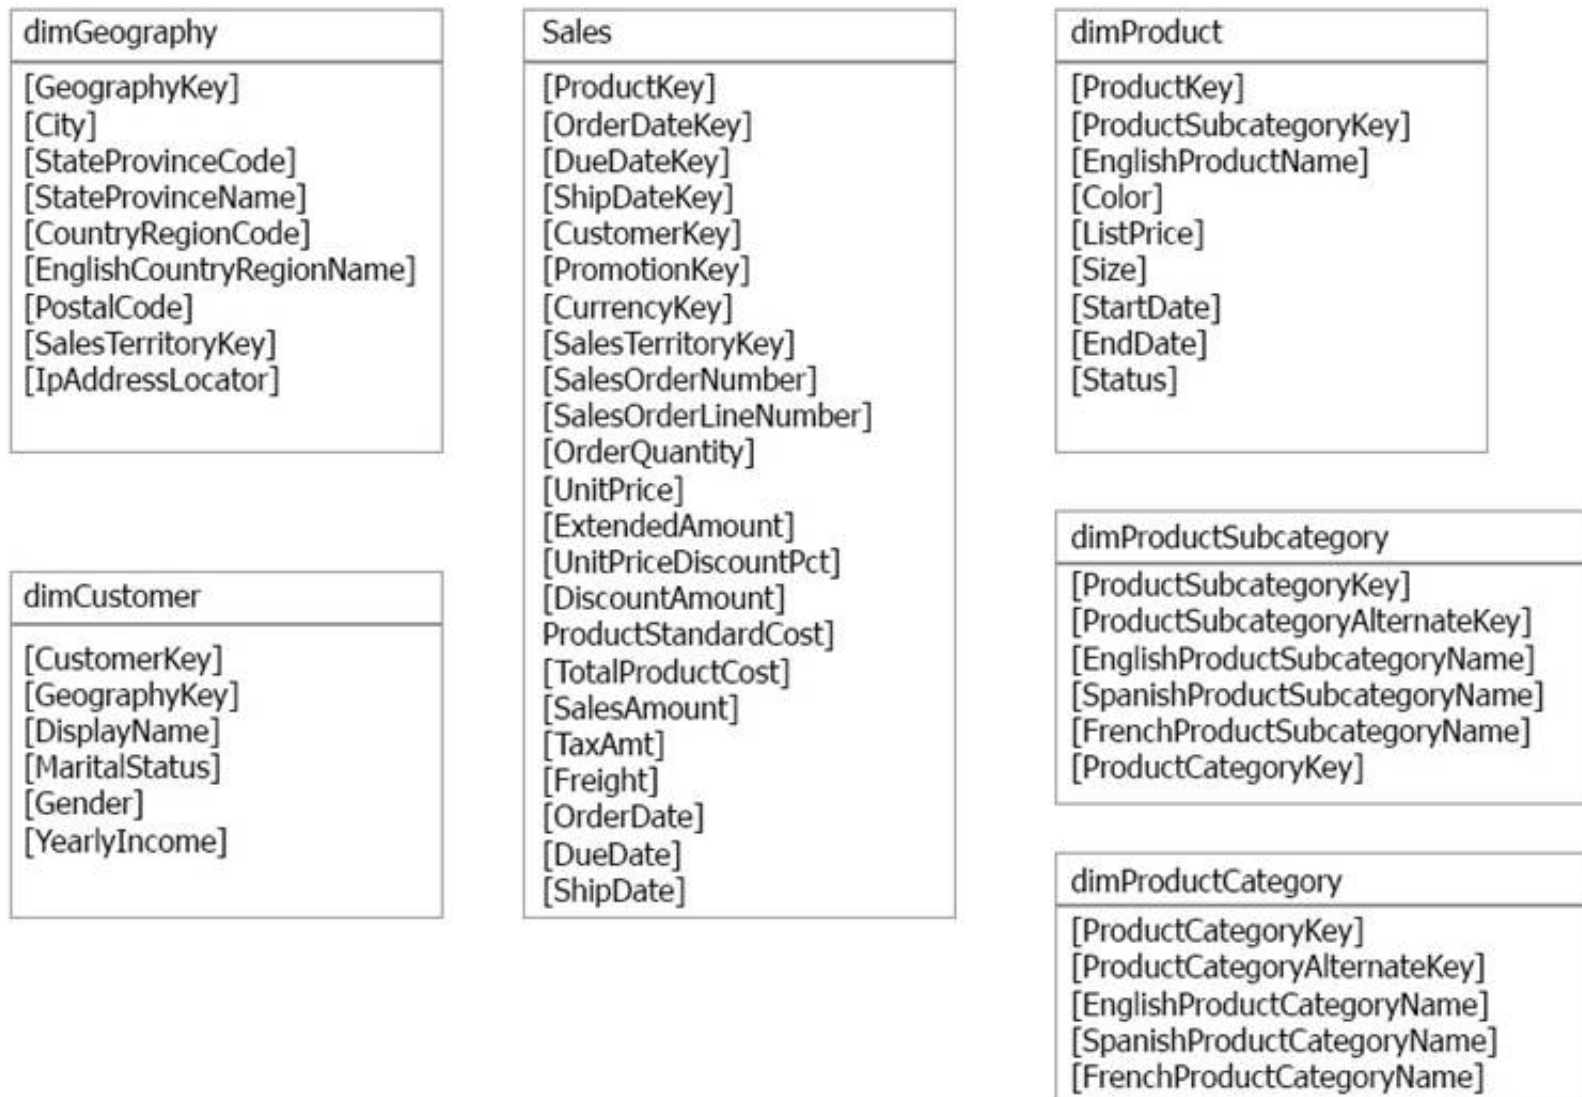 dimGeography
[GeographyKey]
[City]
[StateProvinceCode]
[StateProvinceName]
[CountryRegionCode]
[EnglishCountryRegionName]
[PostalCode]
[SalesTerritoryKey]
[IpAddressLocator]
dimCustomer
[CustomerKey]
[GeographyKey]
[DisplayName]
[MaritalStatus]
[Gender]
[YearlyIncome]
Sales
[ProductKey]
[OrderDateKey]
[DueDateKey]
[ShipDateKey]
[CustomerKey]
[PromotionKey]
[CurrencyKey]
[SalesTerritoryKey]
[SalesOrderNumber]
[SalesOrderLineNumber]
[OrderQuantity]
[UnitPrice]
[ExtendedAmount]
[UnitPriceDiscountPct]
[DiscountAmount]
ProductStandardCost]
[TotalProductCost]
[SalesAmount]
[TaxAmt]
[Freight]
[OrderDate]
[DueDate]
[ShipDate]
dimProduct
[ProductKey]
[ProductSubcategoryKey]
[EnglishProductName]
[Color]
[ListPrice]
[Size]
[StartDate]
[EndDate]
[Status]
dimProductSubcategory
[ProductSubcategoryKey]
[ProductSubcategoryAlternateKey]
[EnglishProductSubcategoryName]
[SpanishProductSubcategoryName]
[FrenchProductSubcategoryName]
[ProductCategoryKey]
dimProductCategory
[ProductCategoryKey]
[ProductCategoryAlternateKey]
[EnglishProductCategoryName]
[SpanishProductCategoryName]
[FrenchProductCategoryName]